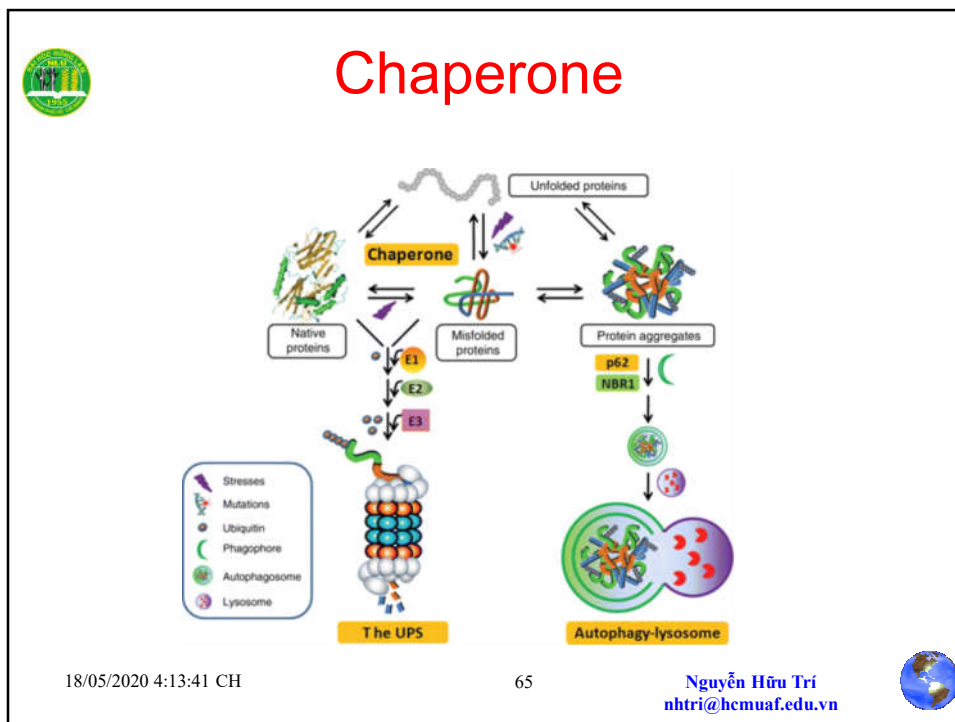 Chaperone
NLU
1955
Unfolded proteins
Chaperone
Native
proteins
Misfolded
proteins
Protein aggregates
E1
E2
E3
p62
NBR1
Stresses
Mutations
Ubiquitin
Phagophore
Autophagosome
Lysosome
The UPS
Autophagy-lysosome
18/05/2020 4:13:41 CH
65
Nguyễn Hữu Trí
nhtri@hcmuaf.edu.vn